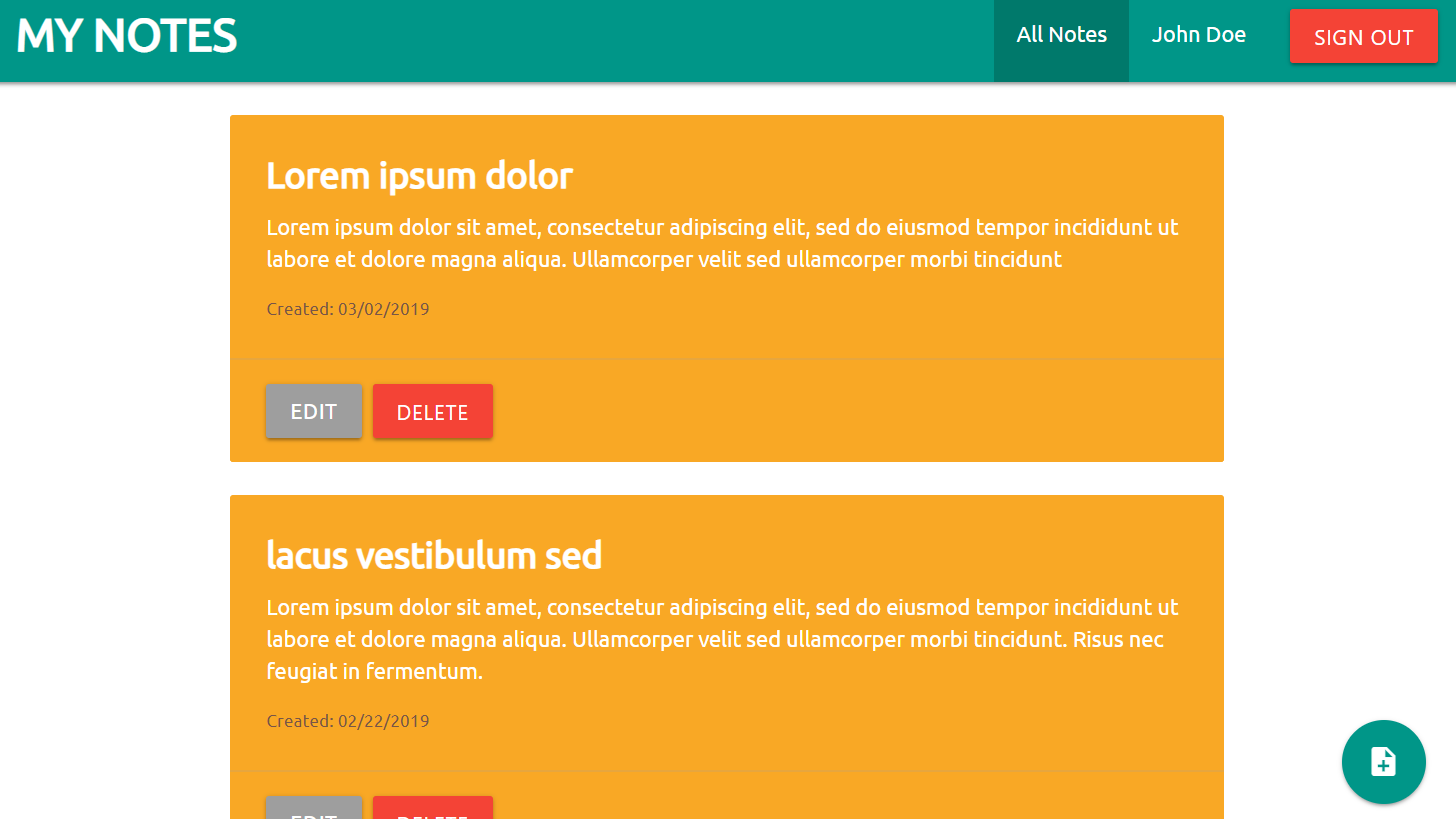 MY NOTES
All Notes
John Doe
SIGN OUT
Lorem ipsum dolor
Lorem ipsum dolor sit amet, consectetur adipiscing elit, sed do eiusmod tempor incididunt ut
labore et dolore magna aliqua. Ullamcorper velit sed ullamcorper morbi tincidunt
Created: 03/02/2019
EDIT
DELETE
lacus vestibulum sed
Lorem ipsum dolor sit amet, consectetur adipiscing elit, sed do eiusmod tempor incididunt ut
labore et dolore magna aliqua. Ullamcorper velit sed ullamcorper morbi tincidunt. Risus nec
feugiat in fermentum.
Created: 02/22/2019
EDIT
DELETE